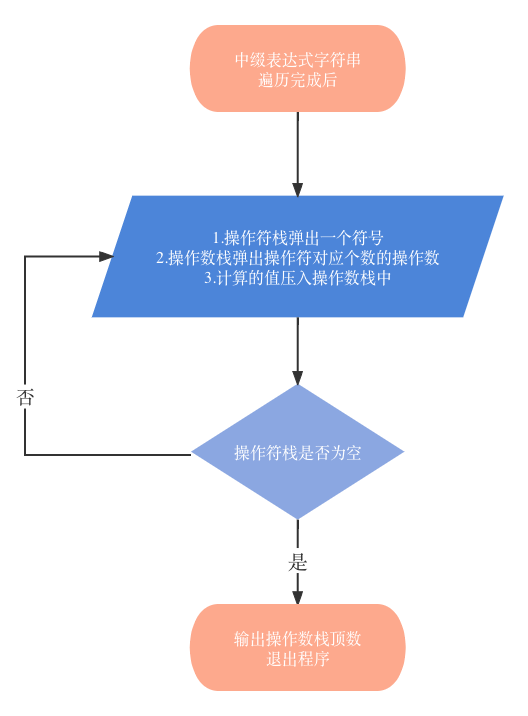 中缀表达式字符串
遍历完成后
1.操作符栈弹出一个符号
2.操作数栈弹出操作符对应个数的操作数
3.计算的值压入操作数栈中
否
操作符栈是否为空
是
输出操作数栈顶数
退出程序